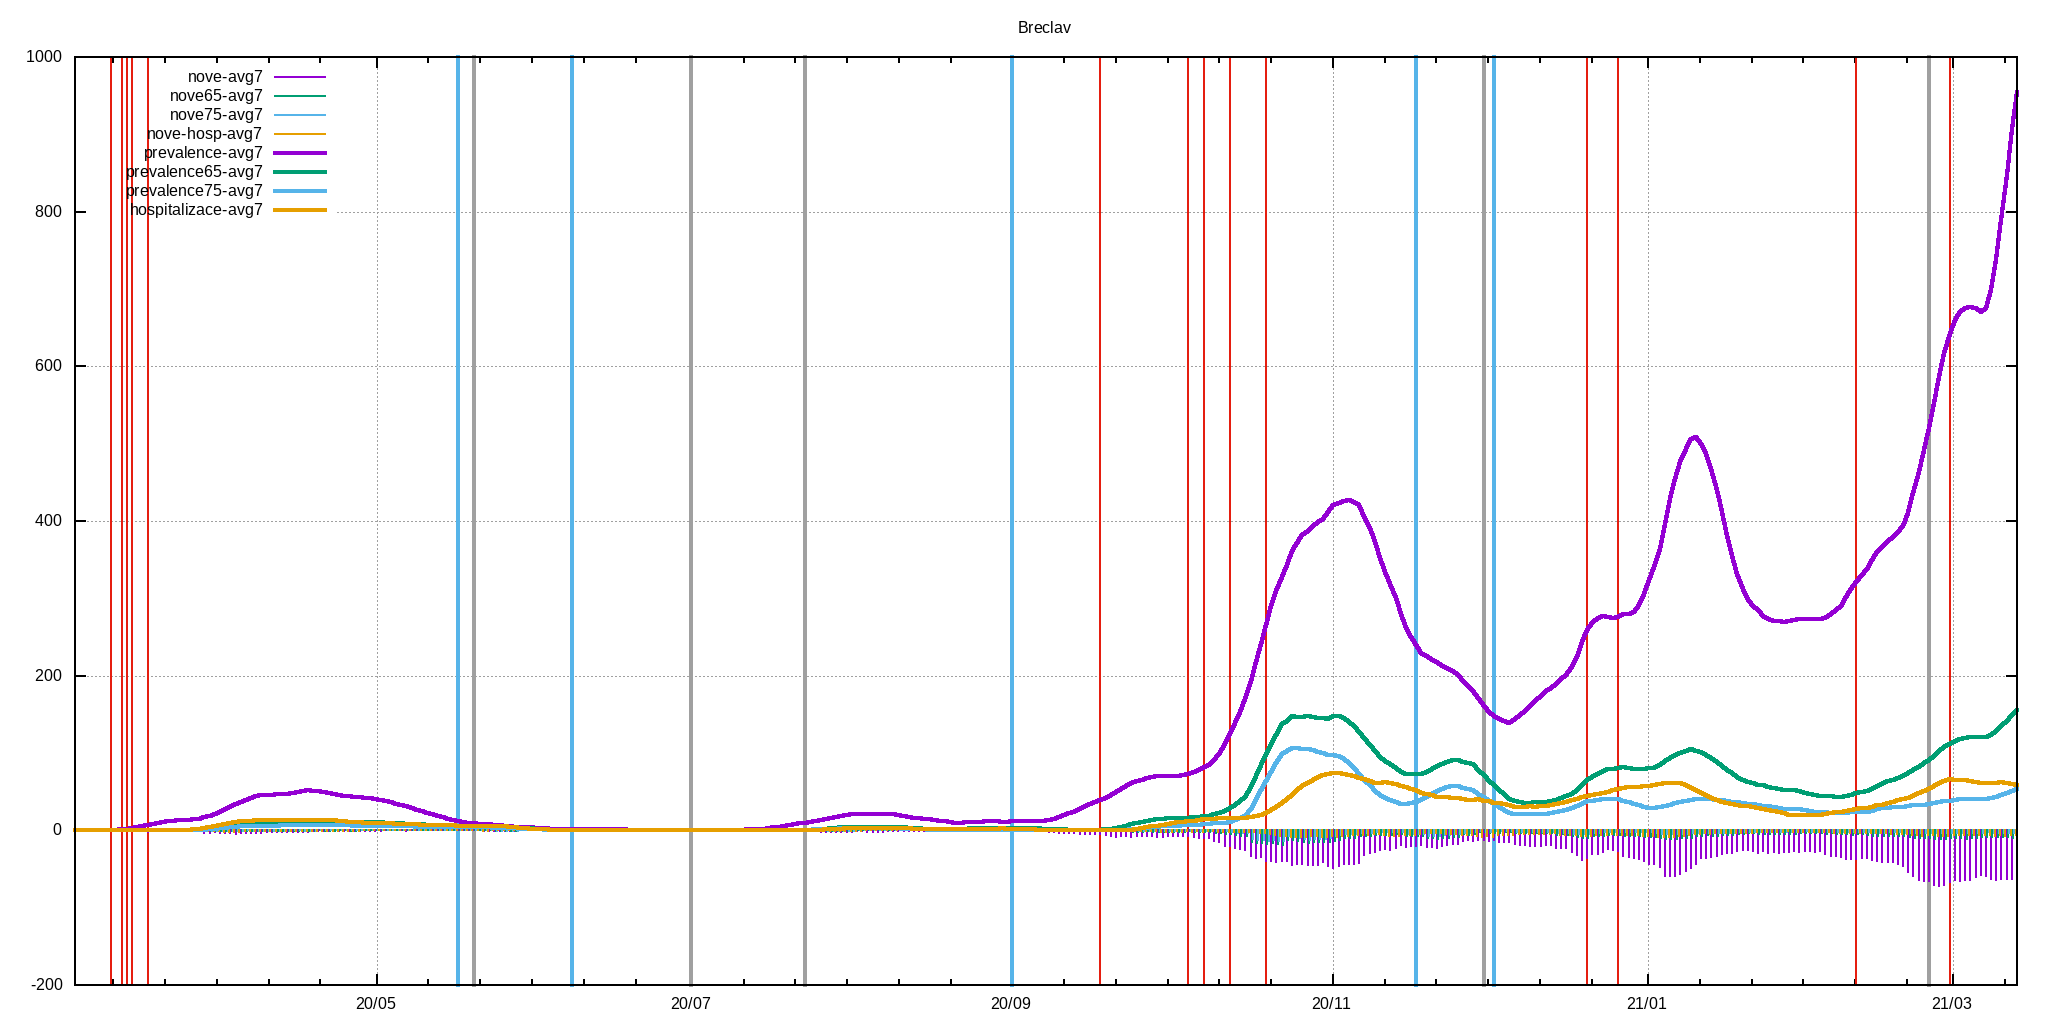 Breclav
1000
800
600
400
200
0
-200
nove-avg7
nove65-avg7
nove75-avg7
nove-hosp-avg7
prevalence-avg7
prevalence65-avg7
prevalence75-avg7
hospitalizace-avg7
20/05 20/07 20/09 20/11 21/01 21/03